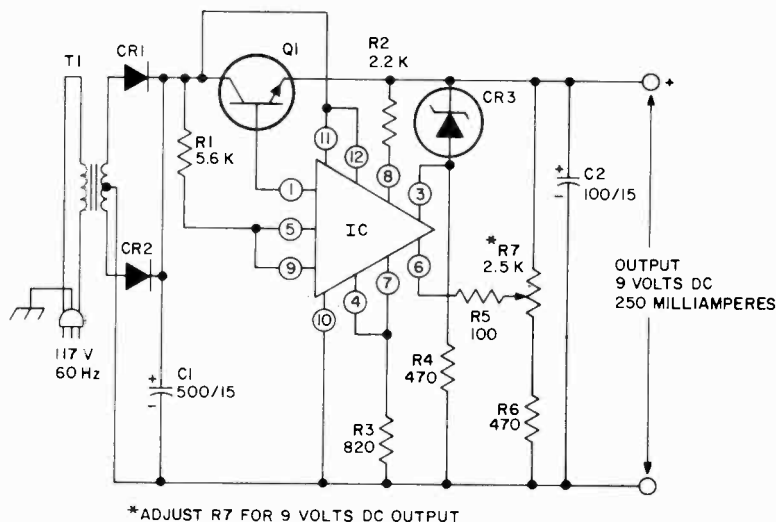 T1
CR1
Q1
R2
2.2 K
CR3
+
R1
5.6 K
11
12
8
3
1
5
9
IC
6
4
7
10
+
C2
100/15
-
*R7
2.5 K
R5
100
OUTPUT
9 VOLTS DC
250 MILLIAMPERES
CR2
117 V
60 Hz
+
C1
500/15
-
R4
470
R3
820
R6
470
*ADJUST R7 FOR 9 VOLTS DC OUTPUT